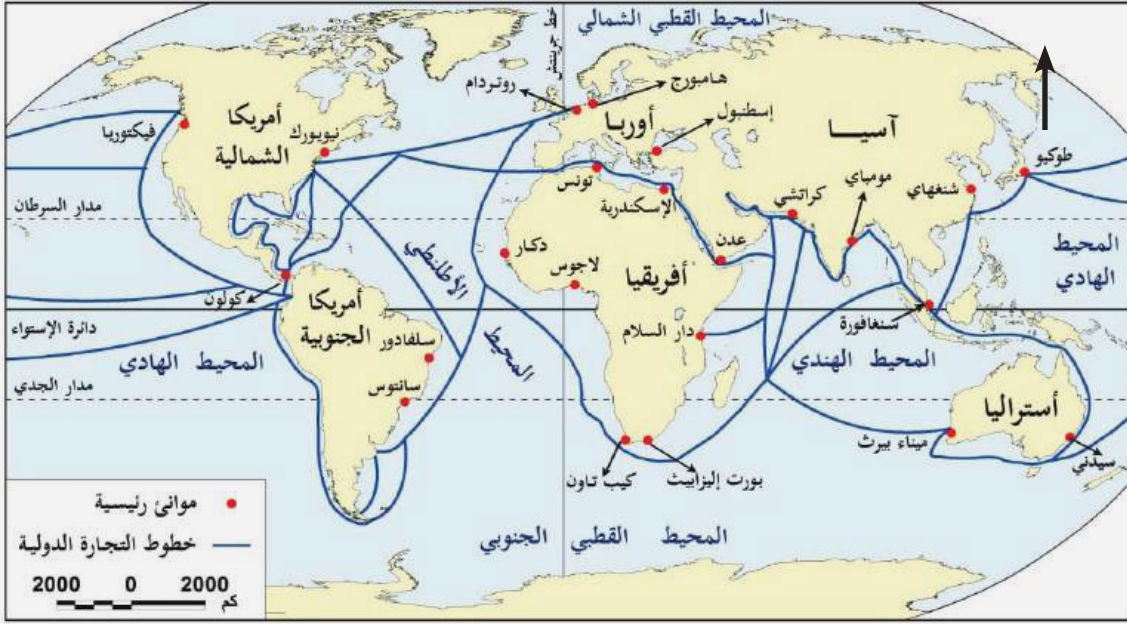 المحيط القطبي الشمالي
خط جرينتش
هامبورج
روتردام
أوربا
إسطنبول
آسيا
أمريكا
الشمالية
فيكتوريا
نيويورك
طوكيو
شنغهاي
مومباي
كراتشي
تونس
الإسكندرية
مدار السرطان
عدن
المحيط
الهادي
دكار
لاجوس
أفريقيا
المحيط
الأطلنطي
كولون
أمريكا
الجنوبية
دائرة الإستواء
سلفادور
دار السلام
سنغافورة
المحيط الهندي
المحيط الهادي
مدار الجدي
سانتوس
أستراليا
ميناء بيرث
سيدني
كيب تاون
بورت إليزابيث
المحيط القطبي الجنوبي
موانئ رئيسية
خطوط التجارة الدولية
2000 0 2000
كم